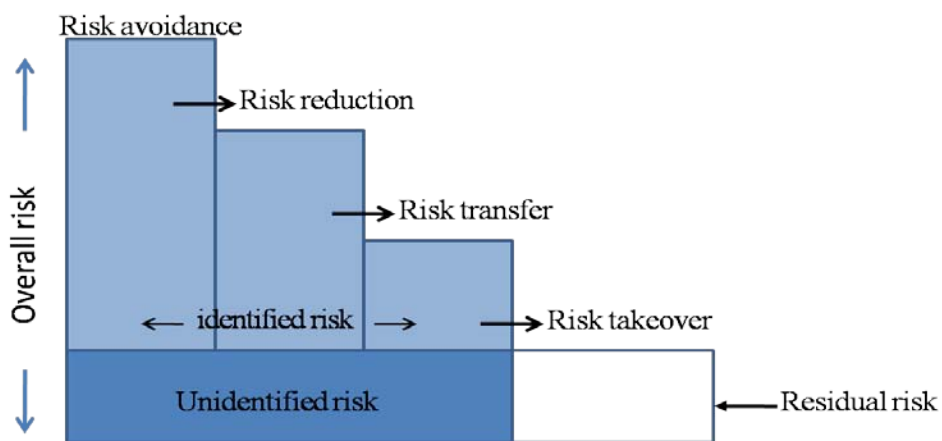 Risk avoidance
Risk reduction
Risk transfer
Overall risk
identified risk
Risk takeover
Unidentified risk
Residual risk